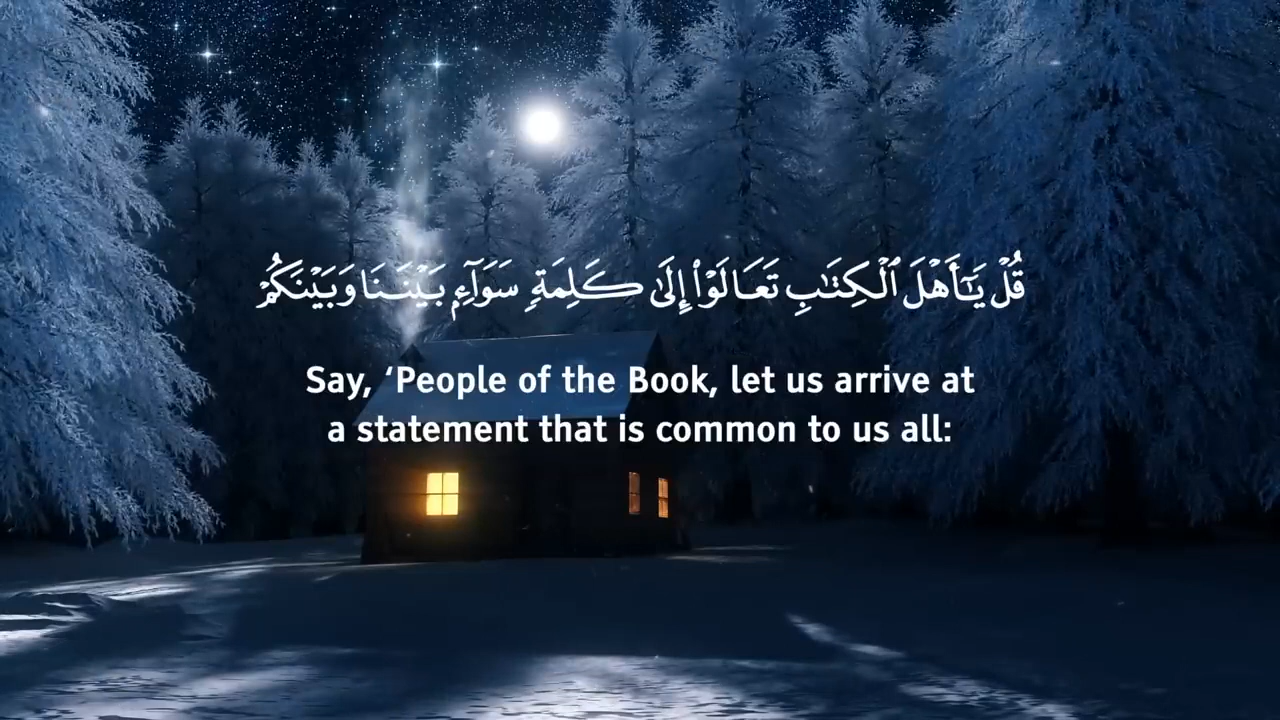 قُلْ يَـٰٓأَهْلَ ٱلْكِتَـٰبِ تَعَالَوْا۟ إِلَىٰ كَلِمَةٍ سَوَآءٍۭ بَيْنَنَا وَبَيْنَكُمْ
Say, ‘People of the Book, let us arrive at
a statement that is common to us all: